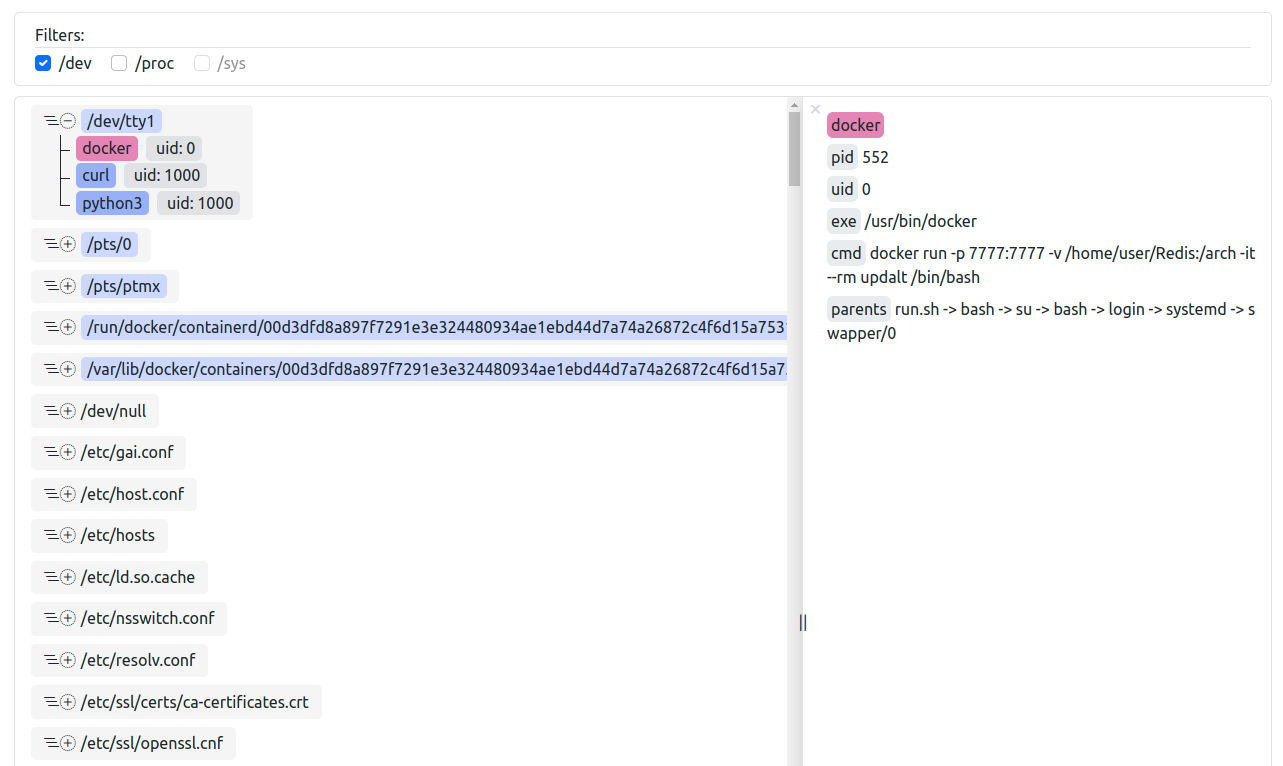 Filters:
/dev /proc /sys
/dev/tty1
docker uid: 0
curl uid: 1000
python3 uid: 1000
/pts/0
/pts/ptmx
/run/docker/containerd/00d3dfd8a897f7291e3e324480934ae1ebd44d7a74a26872c4f6d15a753
/var/lib/docker/containers/00d3dfd8a897f7291e3e324480934ae1ebd44d7a74a26872c4f6d15a7
/dev/null
/etc/gai.conf
/etc/host.conf
/etc/hosts
/etc/ld.so.cache
/etc/nsswitch.conf
/etc/resolv.conf
/etc/ssl/certs/ca-certificates.crt
/etc/ssl/openssl.cnf
docker
pid 552
uid 0
exe /usr/bin/docker
cmd docker run -p 7777:7777 -v /home/user/Redis:/arch -it
--rm updalt /bin/bash
parents run.sh -> bash -> su -> bash -> login -> systemd -> s
wapper/0